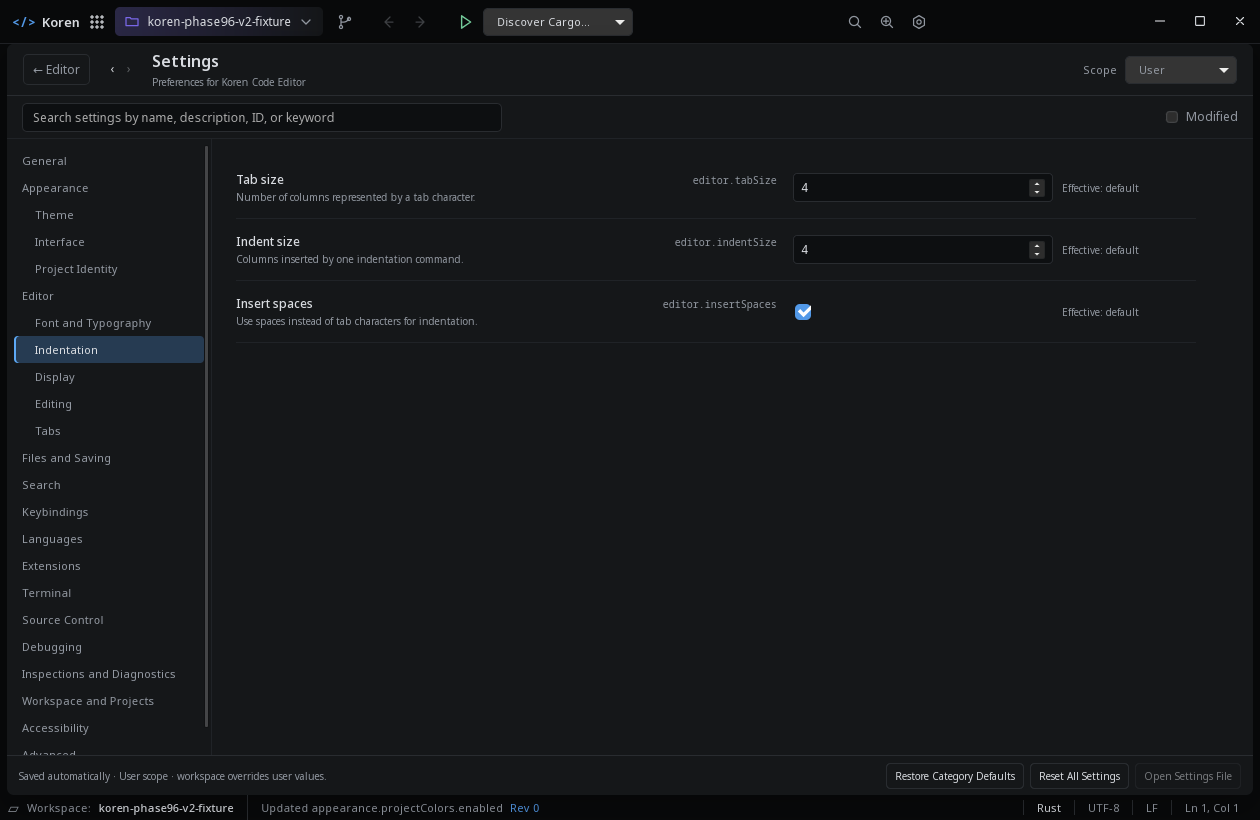 </> Koren koren-phase96-v2-fixture Discover Cargo...
← Editor ‹ › Settings
Preferences for Koren Code Editor
Scope User
Search settings by name, description, ID, or keyword
Modified
General
Appearance
Theme
Interface
Project Identity
Editor
Font and Typography
Indentation
Display
Editing
Tabs
Files and Saving
Search
Keybindings
Languages
Extensions
Terminal
Source Control
Debugging
Inspections and Diagnostics
Workspace and Projects
Accessibility
Advanced
Tab size editor.tabSize 4 Effective: default
Number of columns represented by a tab character.
Indent size editor.indentSize 4 Effective: default
Columns inserted by one indentation command.
Insert spaces editor.insertSpaces Effective: default
Use spaces instead of tab characters for indentation.
Saved automatically · User scope · workspace overrides user values. Restore Category Defaults Reset All Settings Open Settings File
Workspace: koren-phase96-v2-fixture Updated appearance.projectColors.enabled Rev 0 Rust UTF-8 LF Ln 1, Col 1